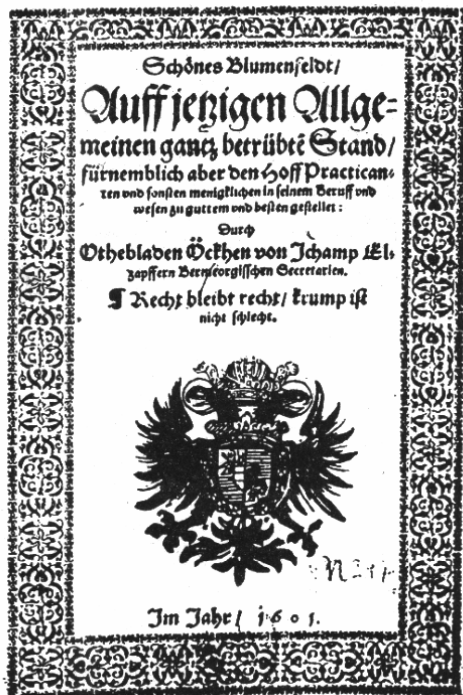 Schönes Blumenfeldt/
Auff jetzigen Allge=
meinen gantz betrübtē Stand/
fürnemblich aber den Hoff Practican=
ten vnd sonsten menigklichen in seinem Beruff vnd
wesen zu guttem vnd besten gestellet:
Durch
Othebladen Öckhen von Ichamp El=
zapffern Bermeorgisschen Secretarien.
¶ Recht bleibt recht/ krump ist
nicht schlecht.
Im Jahr/ 1601.